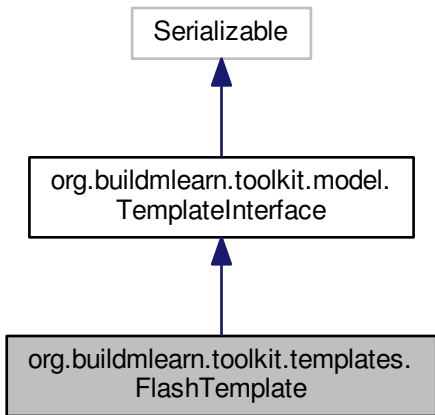 Serializable
org.buildmlearn.toolkit.model.
TemplateInterface
org.buildmlearn.toolkit.templates.
FlashTemplate